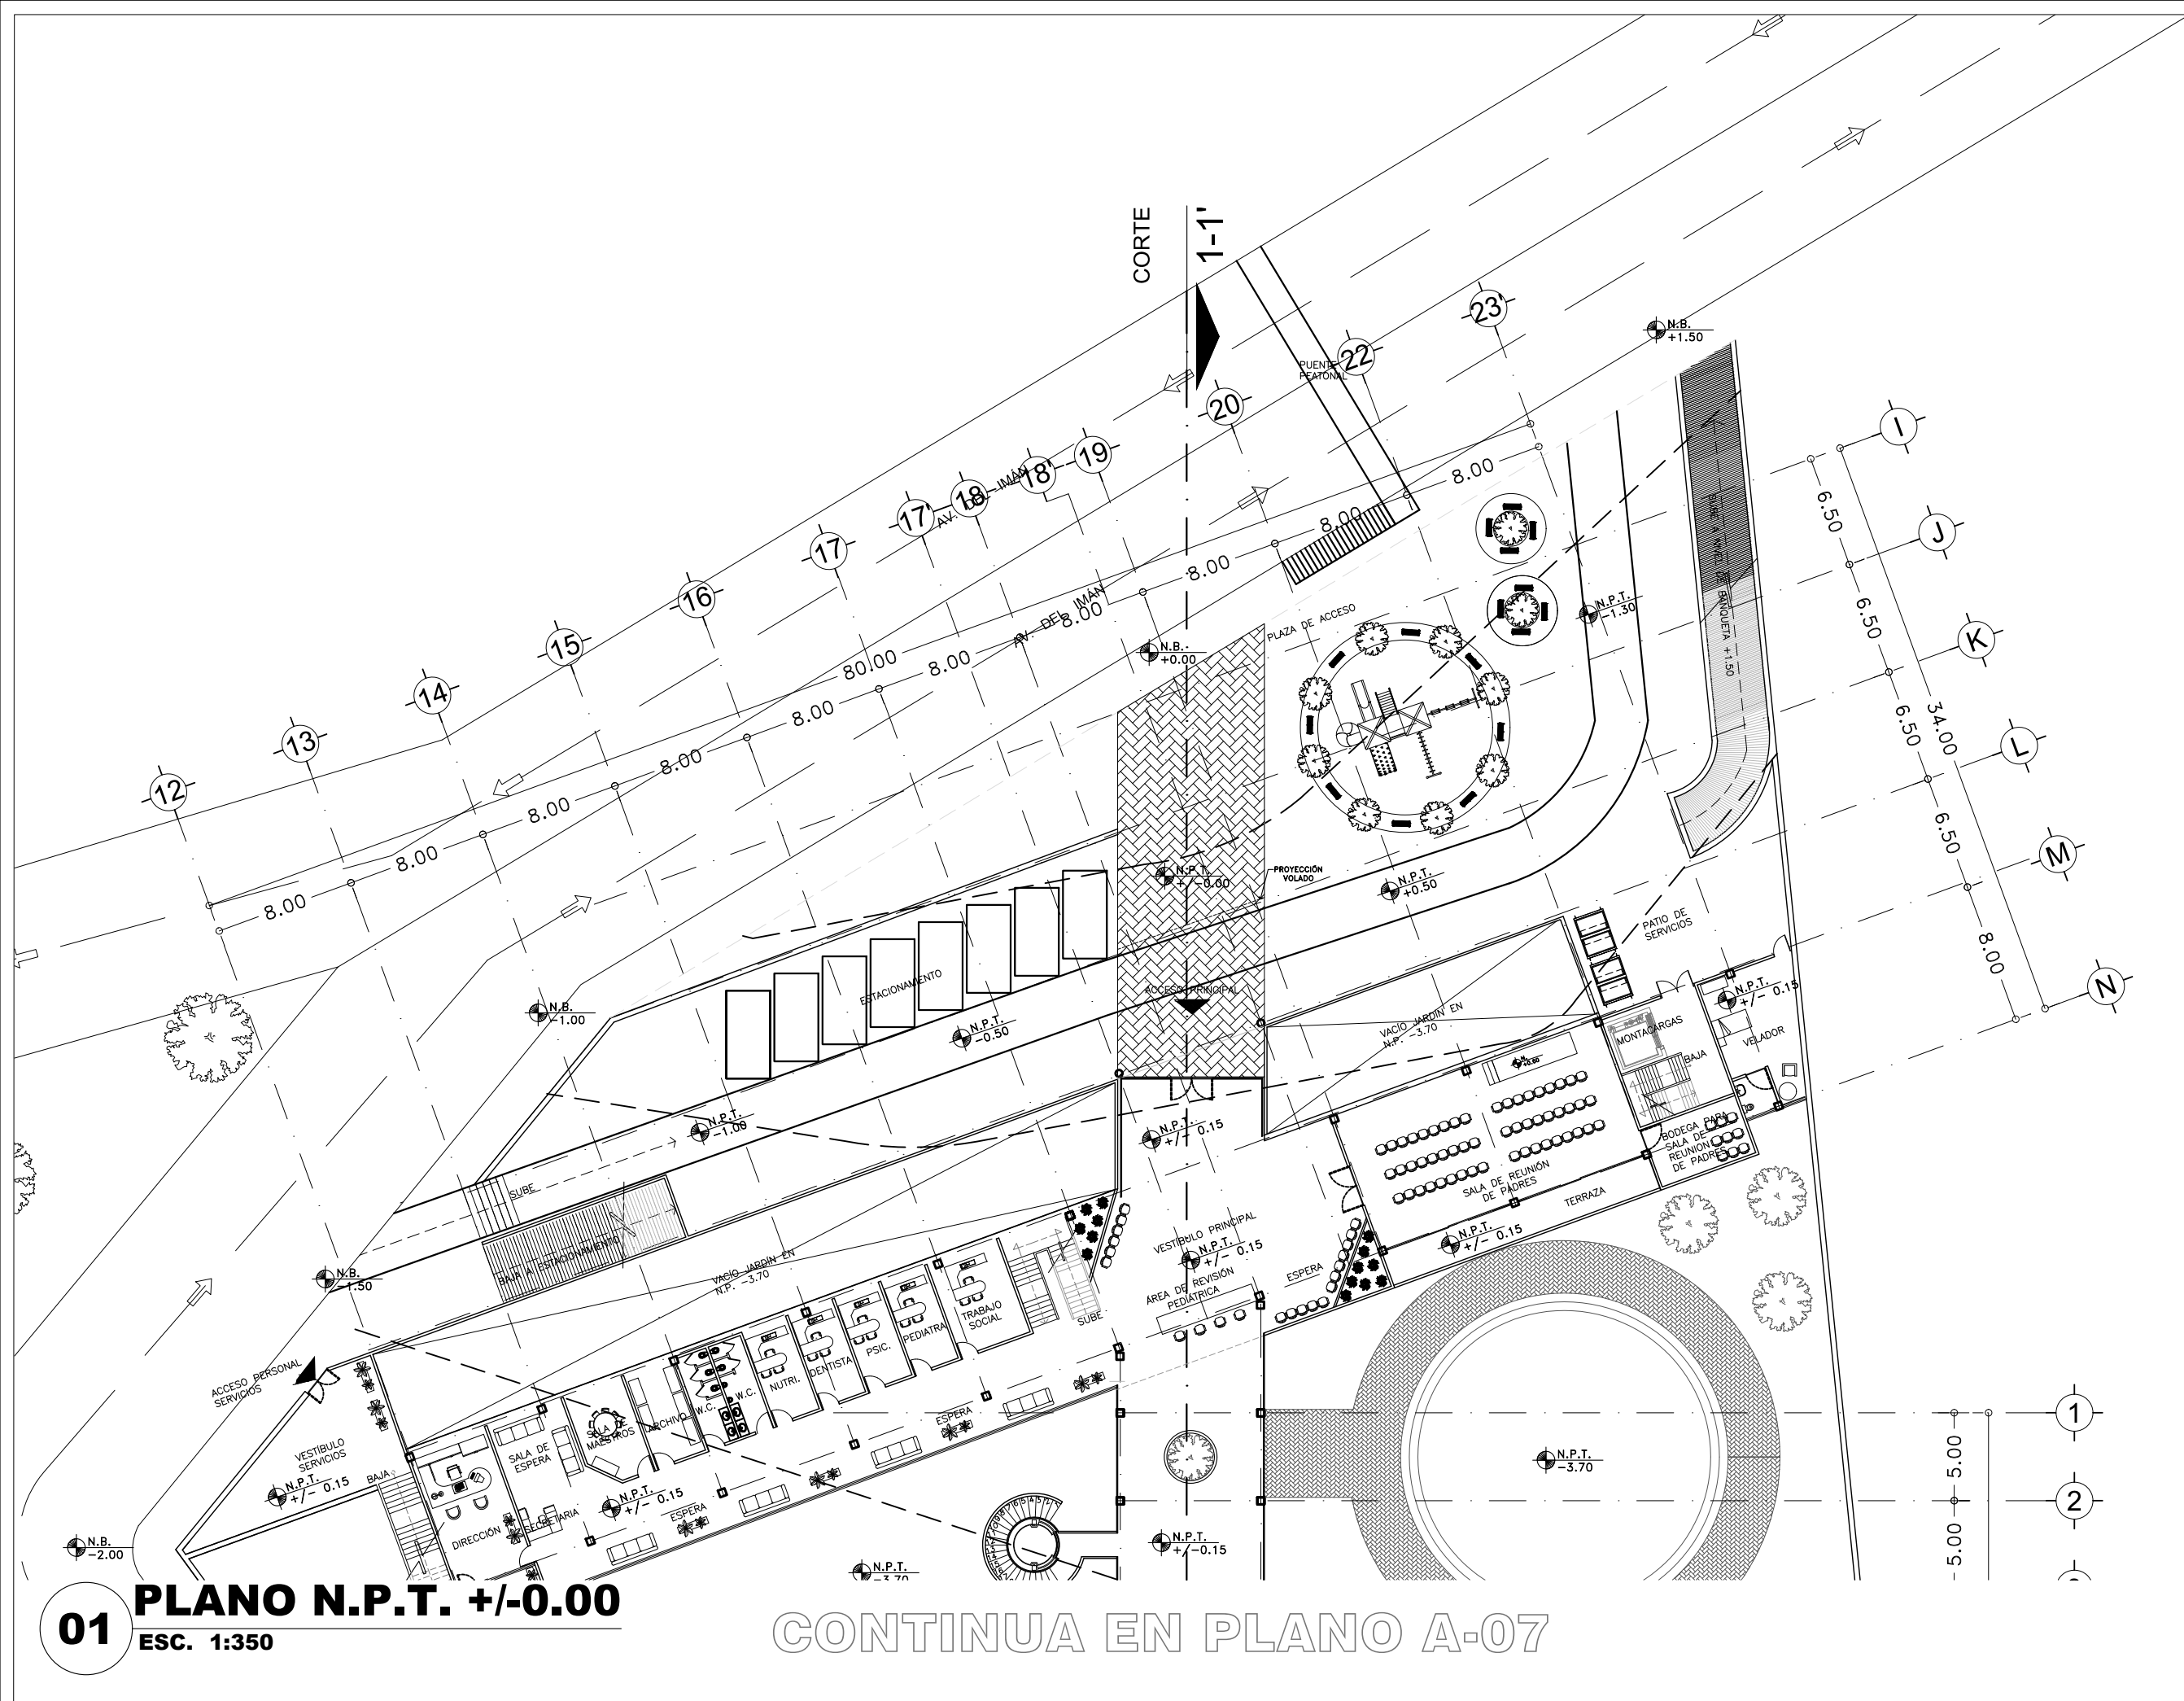 CORTE
1-1'
23'
N.B.
+1.50
22
PUENTE
PEATONAL
20
I
19
8.00
18'
AV. DEL IMÁN
18
17'
6.50
8.00
SUBE A NIVEL DE BANQUETA +1.50
J
17
8.00
16
AV. DEL IMÁN
8.00
N.P.T.
-1.30
6.50
PLAZA DE ACCESO
K
15
N.B.
+0.00
80.00
8.00
14
8.00
6.50
34.00
L
13
8.00
12
8.00
6.50
M
8.00
N.P.T.
+/-0.00
PROYECCIÓN
VOLADO
N.P.T.
+0.50
8.00
PATIO DE
SERVICIOS
8.00
N
ESTACIONAMIENTO
ACCESO PRINCIPAL
N.P.T.
+/- 0.15
N.B.
-1.00
N.P.T.
-0.50
VACÍO JARDÍN EN
N.P. -3.70
MONTACARGAS
VELADOR
BAJA
+0.60
N.P.T.
-1.00
N.P.T.
+/- 0.15
BODEGA PARA
SALA DE
REUNIÓN
DE PADRES
SUBE
SALA DE REUNIÓN
DE PADRES
TERRAZA
BAJA A ESTACIONAMIENTO
VESTÍBULO PRINCIPAL
N.P.T.
+/- 0.15
N.P.T.
+/- 0.15
N.B.
-1.50
VACÍO JARDÍN EN
N.P. -3.70
ESPERA
ÁREA DE REVISIÓN
PEDIÁTRICA
SUBE
TRABAJO
SOCIAL
PEDIATRA
PSIC.
DENTISTA
NUTRI.
W.C.
W.C.
ARCHIVO
SALA DE
MAESTROS
SALA DE
ESPERA
ACCESO PERSONAL
SERVICIOS
ESPERA
1
VESTÍBULO
SERVICIOS
BAJA
N.P.T.
+/- 0.15
N.P.T.
-3.70
5.00
N.P.T.
+/- 0.15
ESPERA
2
SECRETARIA
DIRECCIÓN
N.B.
-2.00
N.P.T.
+/-0.15
5.00
N.P.T.
-3.70
01
PLANO N.P.T. +/-0.00
ESC. 1:350
CONTINUA EN PLANO A-07